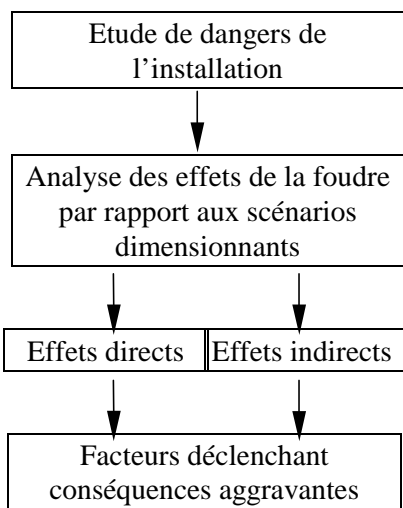 Etude de dangers de
l’installation
Analyse des effets de la foudre
par rapport aux scénarios
dimensionnants
Effets directs
Effets indirects
Facteurs déclenchant
conséquences aggravantes